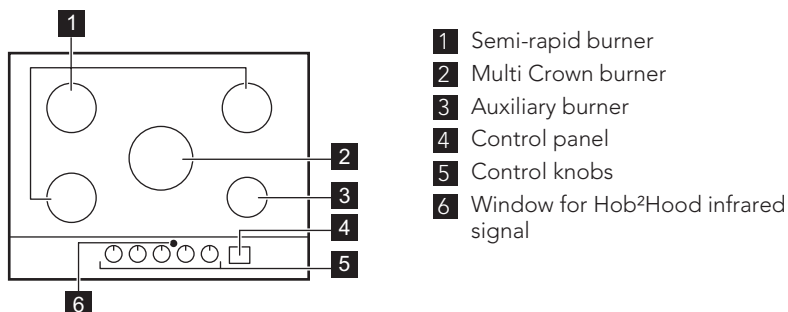 1
2
3
4
5
6
1 Semi-rapid burner
2 Multi Crown burner
3 Auxiliary burner
4 Control panel
5 Control knobs
6 Window for Hob²Hood infrared
signal